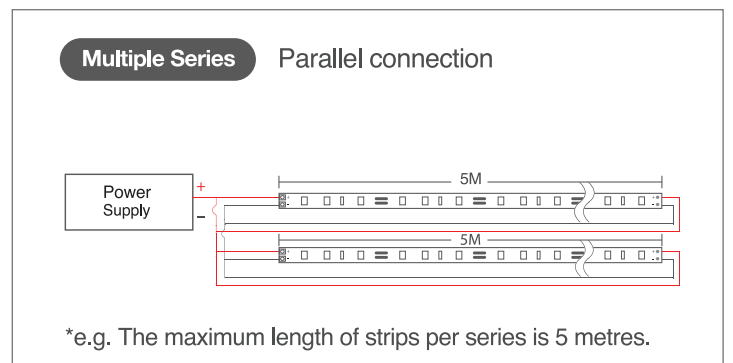 Multiple Series Parallel connection
5M
Power
Supply
+
–
5M
*e.g. The maximum length of strips per series is 5 metres.